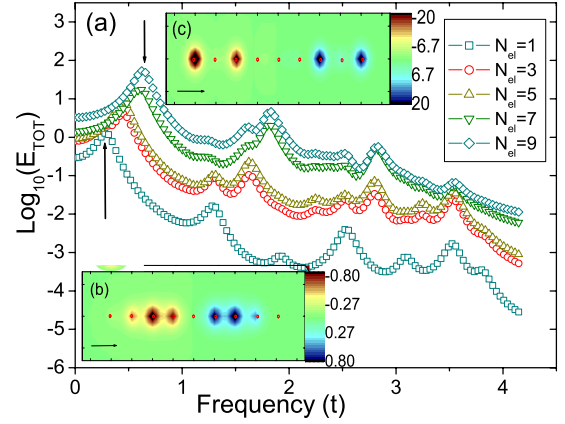 (a)
(c)
-20
-6.7
6.7
20
N_el=1
N_el=3
N_el=5
N_el=7
N_el=9
Log₁₀(E_TOT)
3
2
1
0
-1
-2
-3
-4
-5
-6
(b)
-0.80
-0.27
0.27
0.80
0 1 2 3 4 5
Frequency (t)